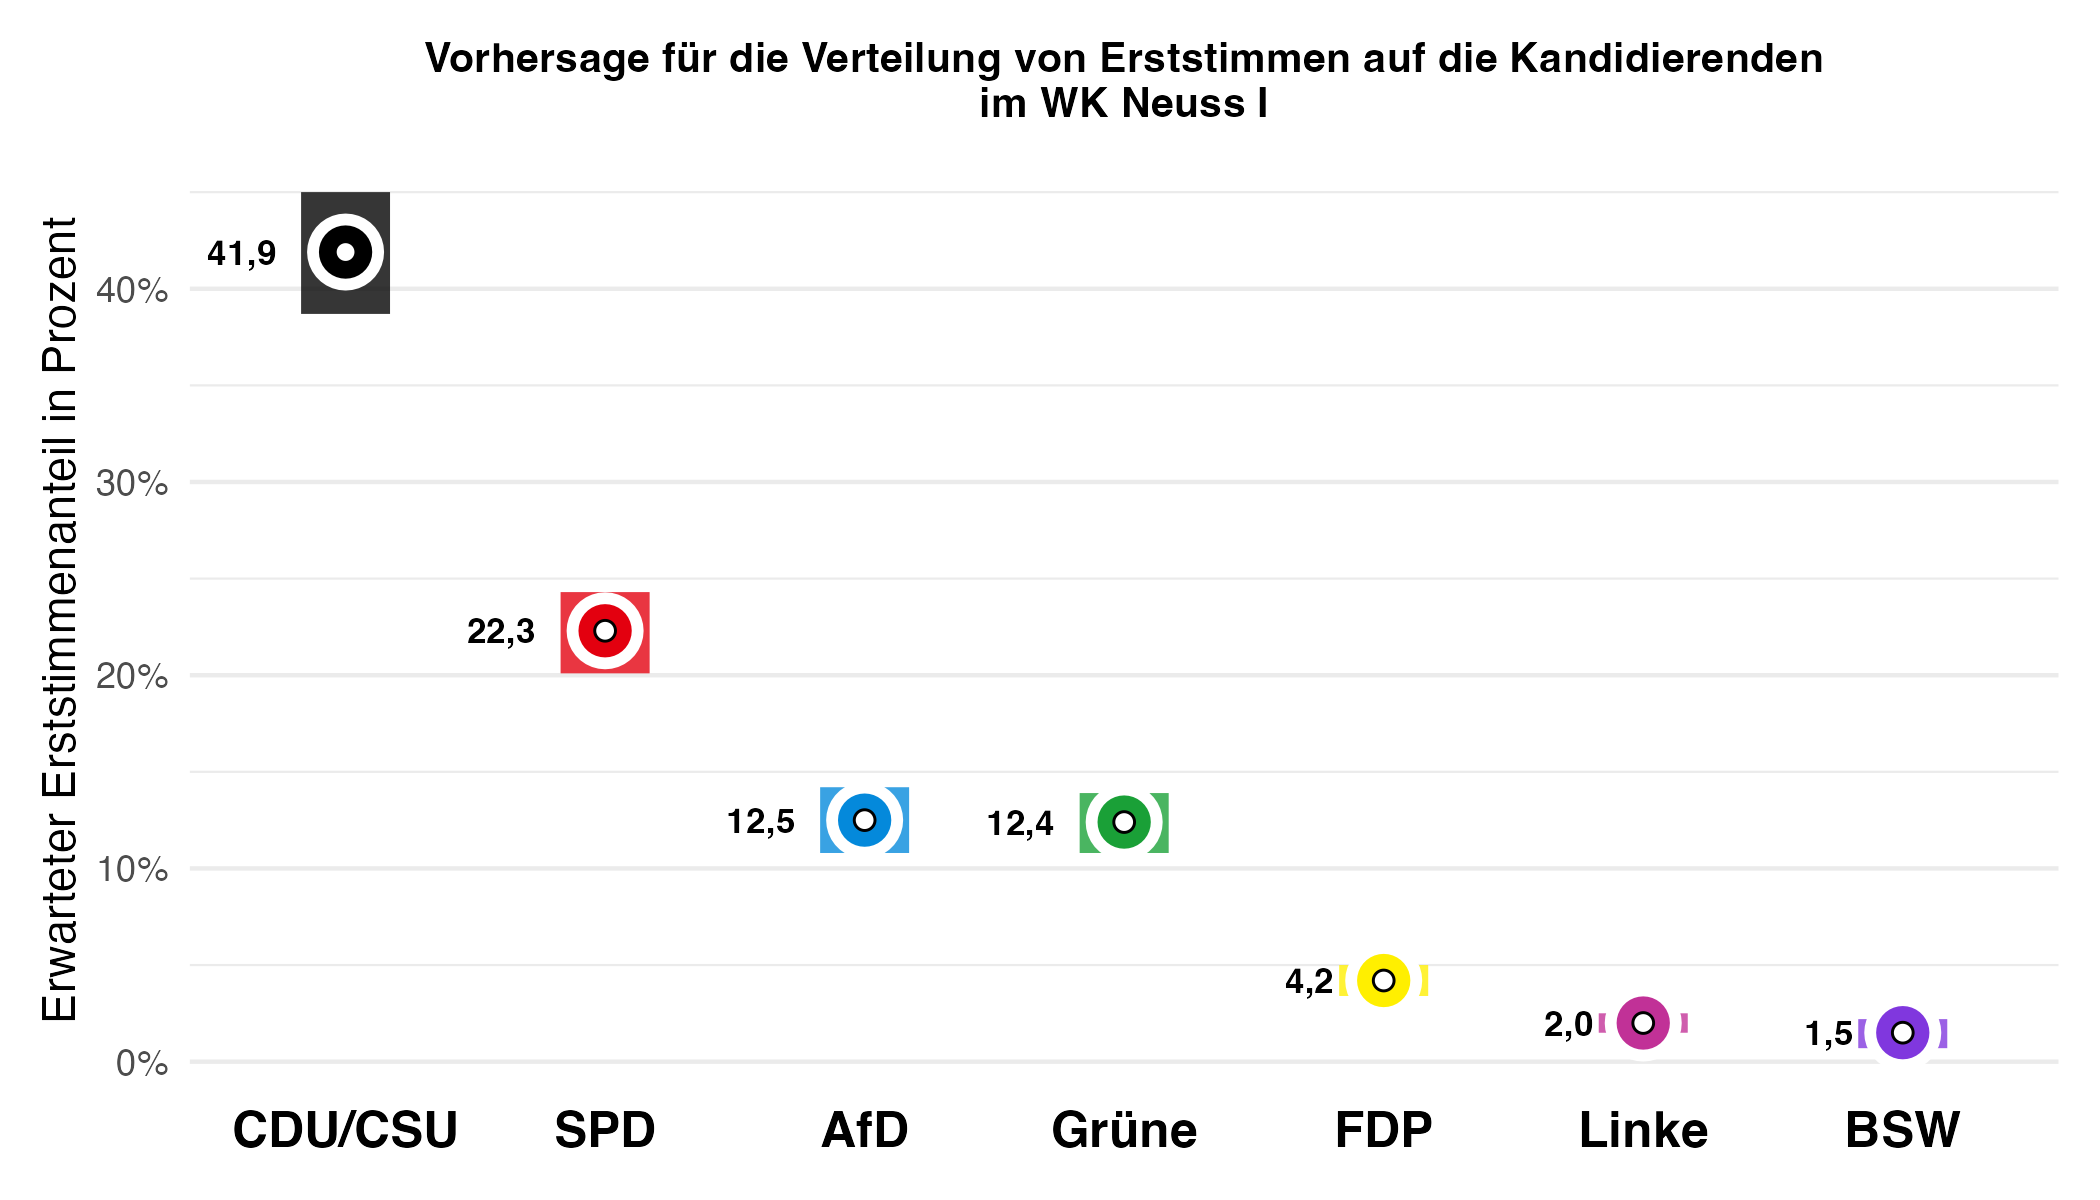 Vorhersage für die Verteilung von Erststimmen auf die Kandidierenden
im WK Neuss I
Erwarteter Erststimmenanteil in Prozent
40%
30%
20%
10%
0%
41,9
22,3
12,5
12,4
4,2
2,0
1,5
CDU/CSU
SPD
AfD
Grüne
FDP
Linke
BSW